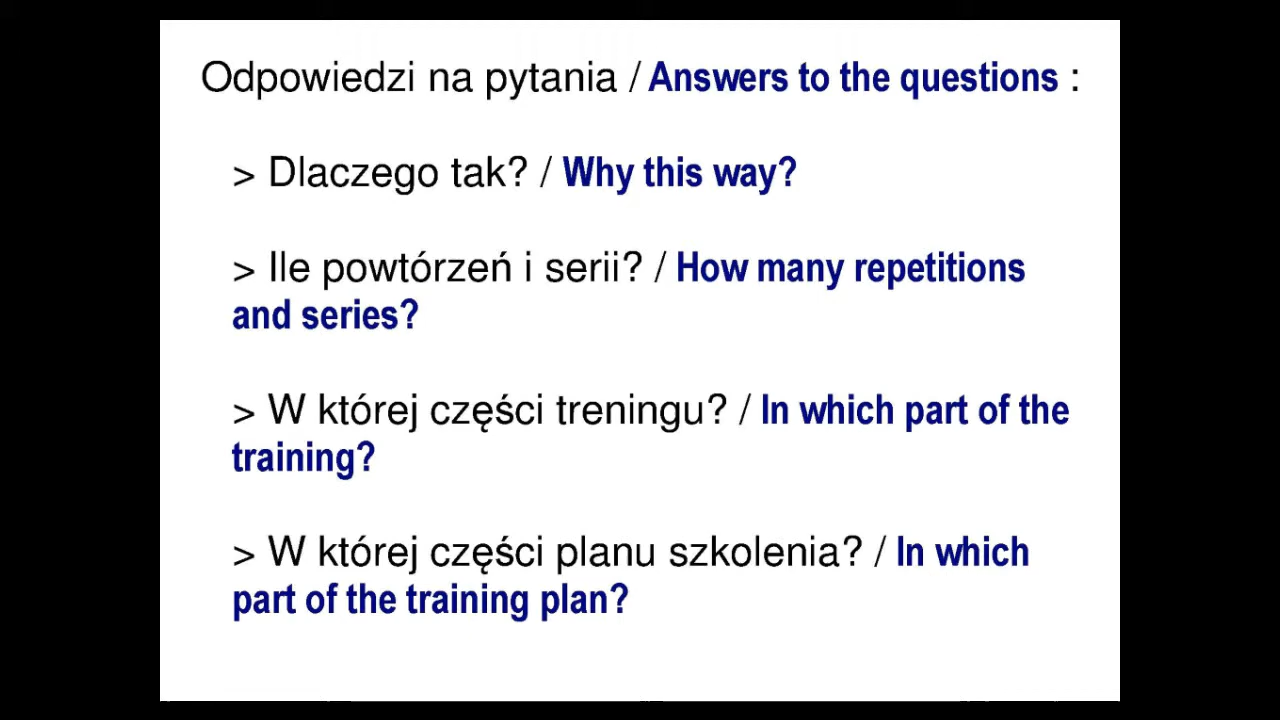 Odpowiedzi na pytania / Answers to the questions :
> Dlaczego tak? / Why this way?
> Ile powtórzeń i serii? / How many repetitions
and series?
> W której części treningu? / In which part of the
training?
> W której części planu szkolenia? / In which
part of the training plan?